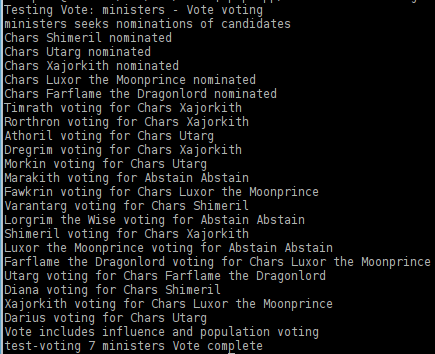 Testing Vote: ministers - Vote voting
ministers seeks nominations of candidates
Chars Shimeril nominated
Chars Utarg nominated
Chars Xajorkith nominated
Chars Luxor the Moonprince nominated
Chars Farflame the Dragonlord nominated
Timrath voting for Chars Xajorkith
Rorthron voting for Chars Xajorkith
Athoril voting for Chars Utarg
Dregrim voting for Chars Xajorkith
Morkin voting for Chars Utarg
Marakith voting for Abstain Abstain
Fawkrin voting for Chars Luxor the Moonprince
Varantarg voting for Chars Shimeril
Lorgrim the Wise voting for Abstain Abstain
Shimeril voting for Chars Xajorkith
Luxor the Moonprince voting for Abstain Abstain
Farflame the Dragonlord voting for Chars Luxor the Moonprince
Utarg voting for Chars Farflame the Dragonlord
Diana voting for Chars Shimeril
Xajorkith voting for Chars Luxor the Moonprince
Darius voting for Chars Utarg
Vote includes influence and population voting
test-voting 7 ministers Vote complete